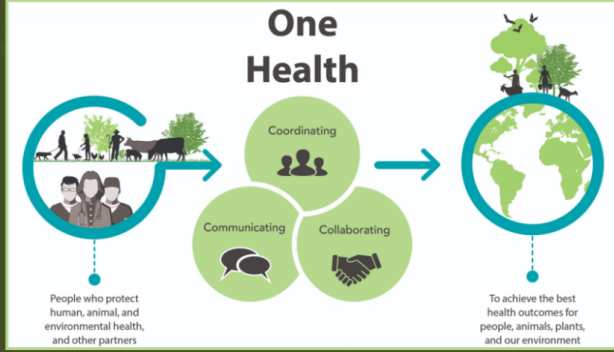 One
Health
Coordinating
Communicating
Collaborating
People who protect
human, animal, and
environmental health,
and other partners
To achieve the best
health outcomes for
people, animals, plants,
and our environment